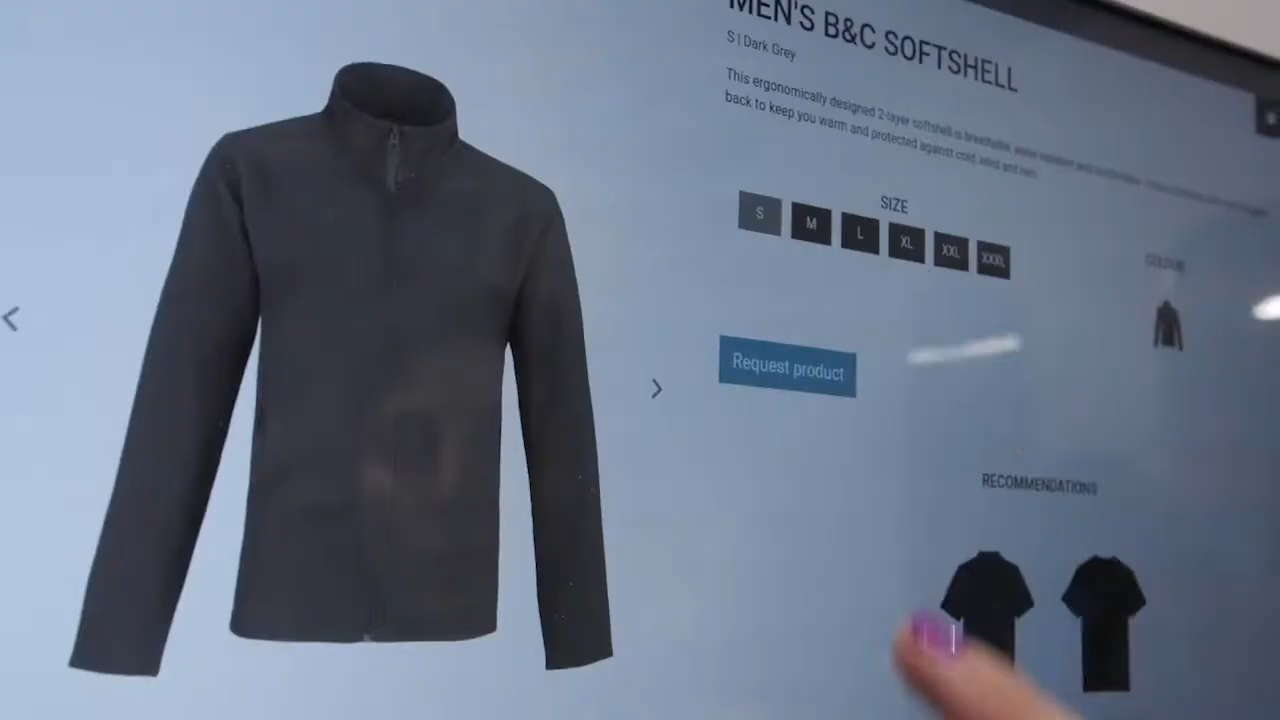 MEN'S B&C SOFTSHELL
S | Dark Grey
This ergonomically designed 2-layer softshell is breathable,
back to keep you warm and protected against cold, wind and rain.
SIZE
S
M
L
XL
XXL
XXXL
COLOUR
Request product
RECOMMENDATIONS